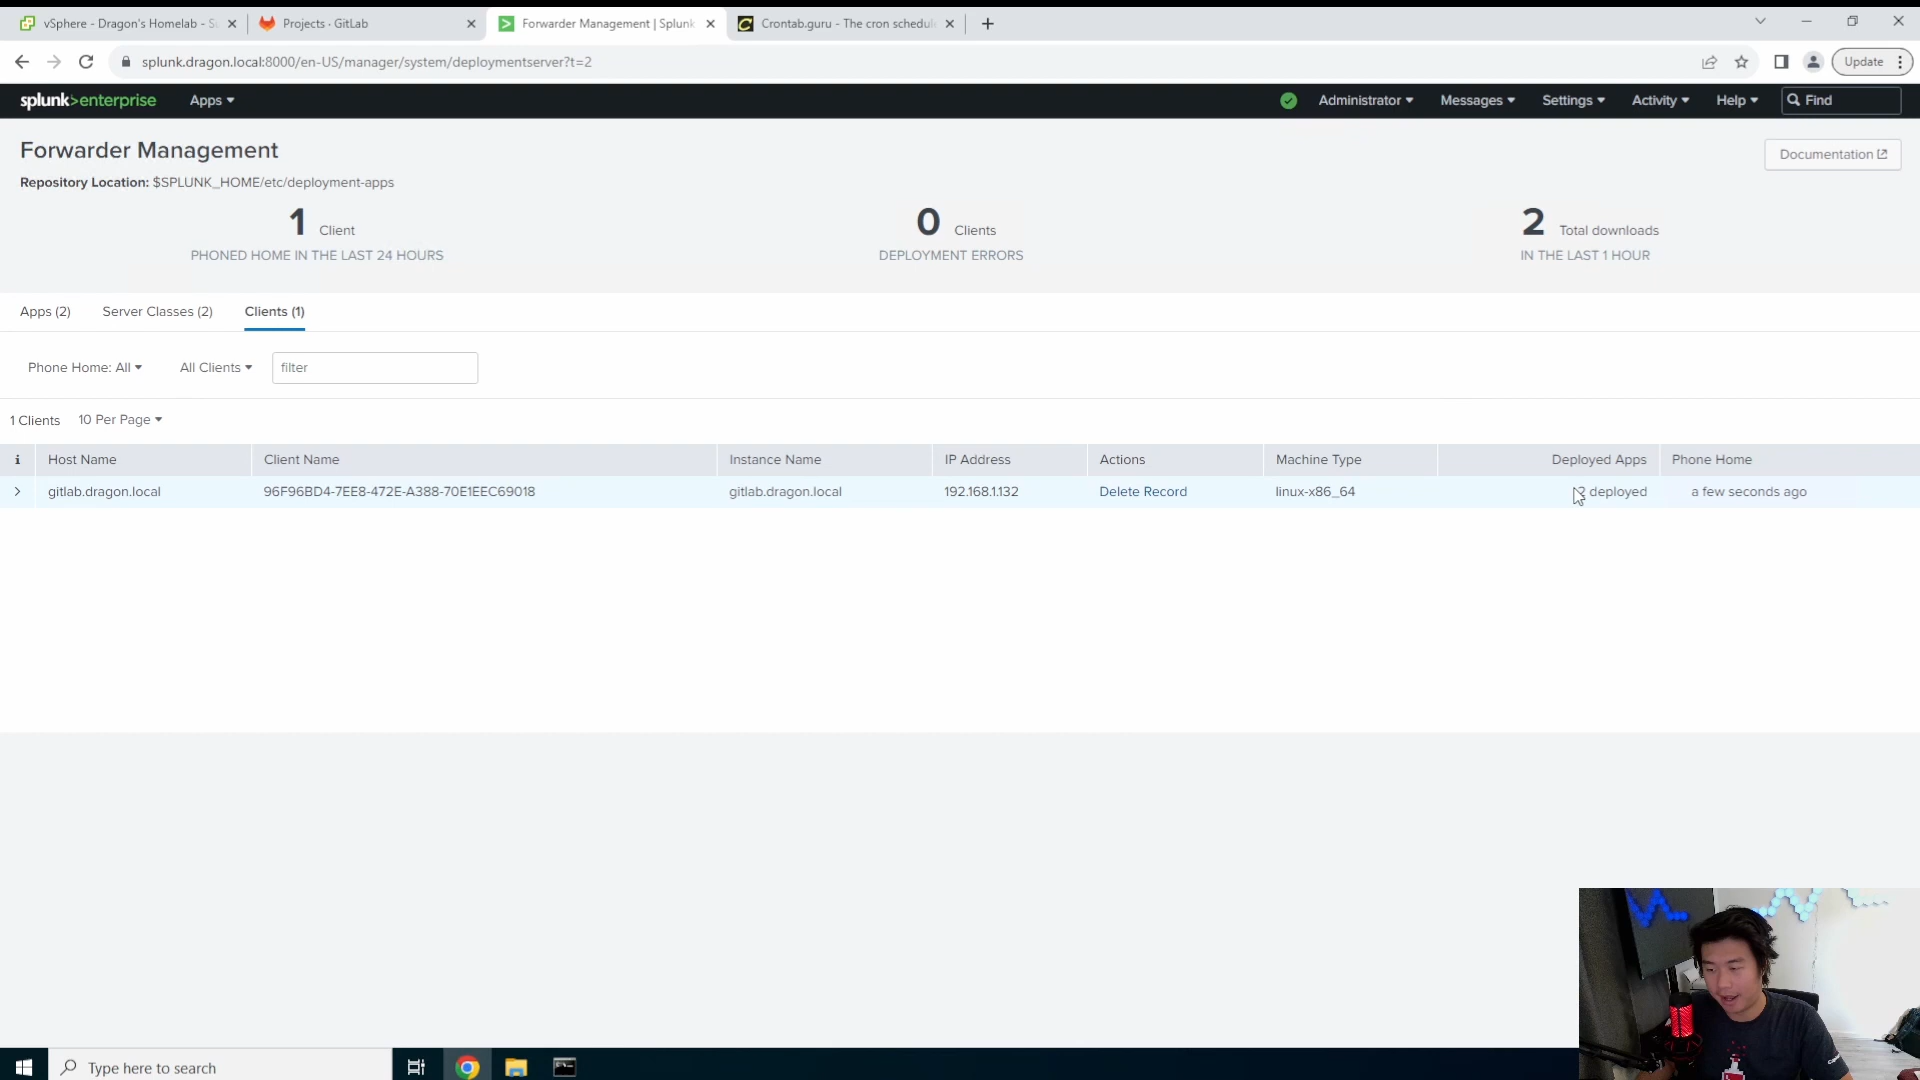 vSphere - Dragon's Homelab - S
Projects · GitLab
Forwarder Management | Splunk
Crontab.guru - The cron schedul
splunk.dragon.local:8000/en-US/manager/system/deploymentserver?t=2
Update
splunk>enterprise
Apps
Administrator
Messages
Settings
Activity
Help
Find
Forwarder Management
Documentation
Repository Location: $SPLUNK_HOME/etc/deployment-apps
1 Client
PHONED HOME IN THE LAST 24 HOURS
0 Clients
DEPLOYMENT ERRORS
2 Total downloads
IN THE LAST 1 HOUR
Apps (2)
Server Classes (2)
Clients (1)
Phone Home: All
All Clients
filter
1 Clients
10 Per Page
i Host Name Client Name Instance Name IP Address Actions Machine Type Deployed Apps Phone Home
gitlab.dragon.local 96F96BD4-7EE8-472E-A388-70E1EEC69018 gitlab.dragon.local 192.168.1.132 Delete Record linux-x86_64 deployed a few seconds ago
Type here to search